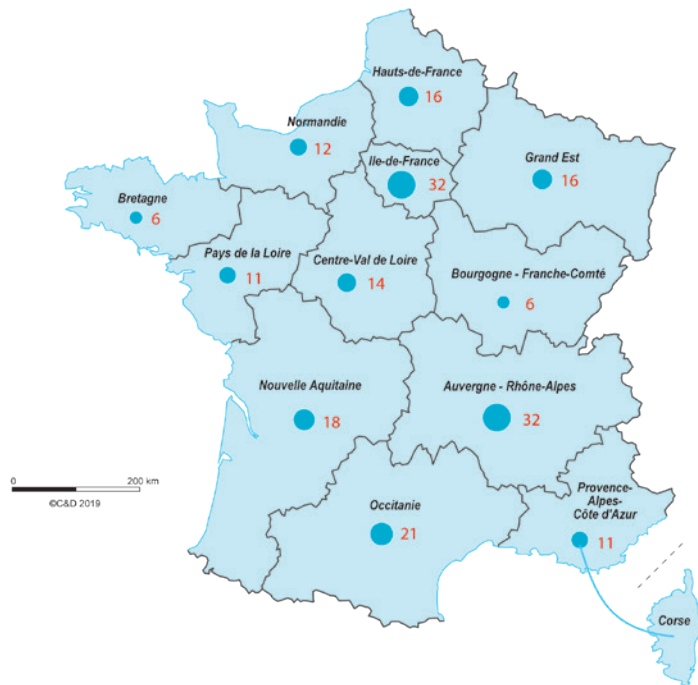 Hauts-de-France
16
Normandie
12
Ile-de-France
32
Grand Est
16
Bretagne
6
Pays de la Loire
11
Centre-Val de Loire
14
Bourgogne - Franche-Comté
6
Nouvelle Aquitaine
18
Auvergne - Rhône-Alpes
32
0 200 km
©C&D 2019
Occitanie
21
Provence-
Alpes-
Côte d'Azur
11
Corse